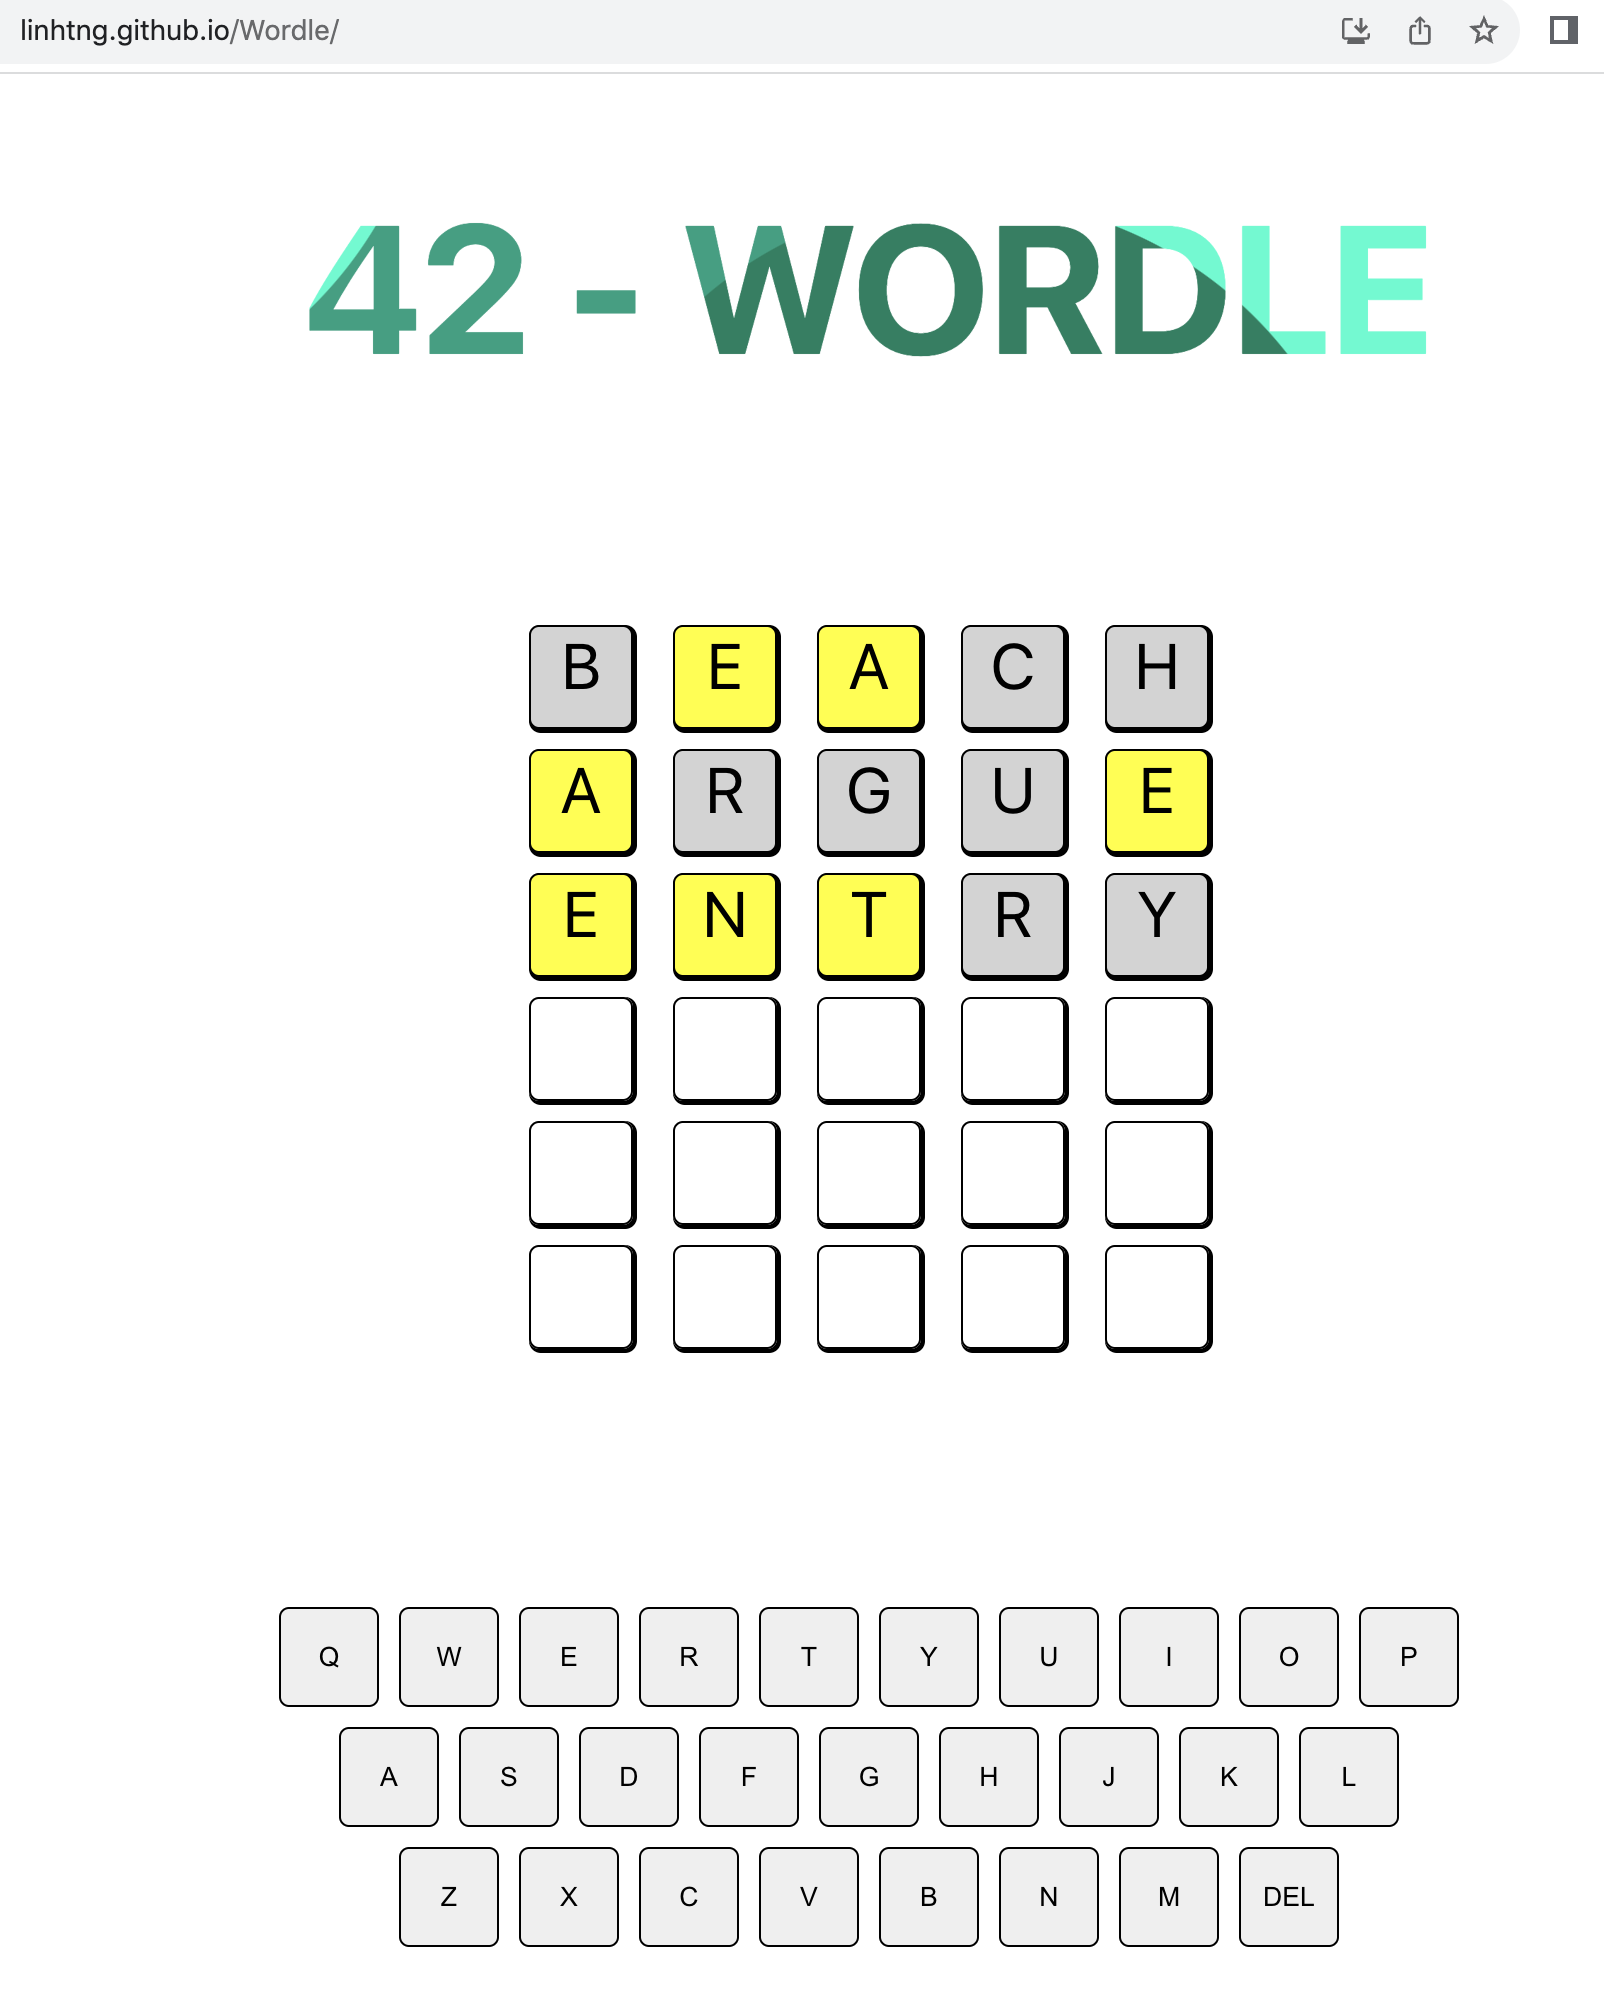 linhtng.github.io/Wordle/
42 - WORDLE
B E A C H
A R G U E
E N T R Y
Q W E R T Y U I O P
A S D F G H J K L
Z X C V B N M DEL